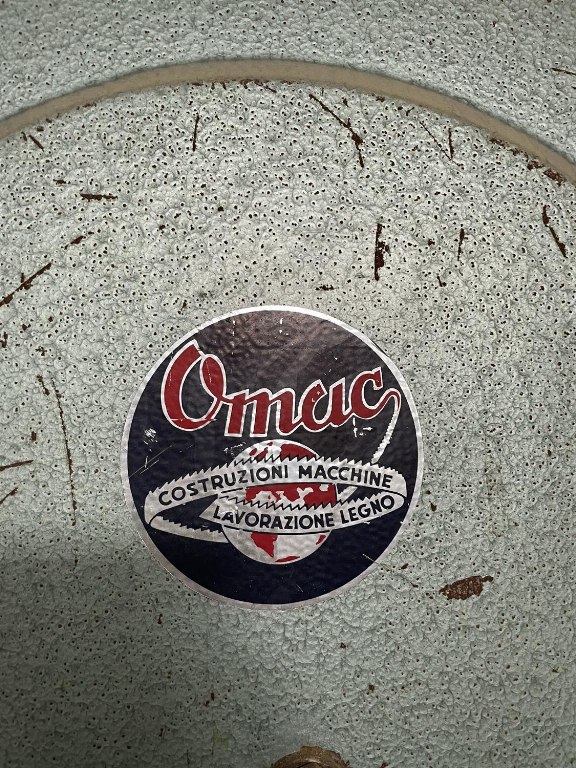 Omac
COSTRUZIONI MACCHINE
LAVORAZIONE LEGNO